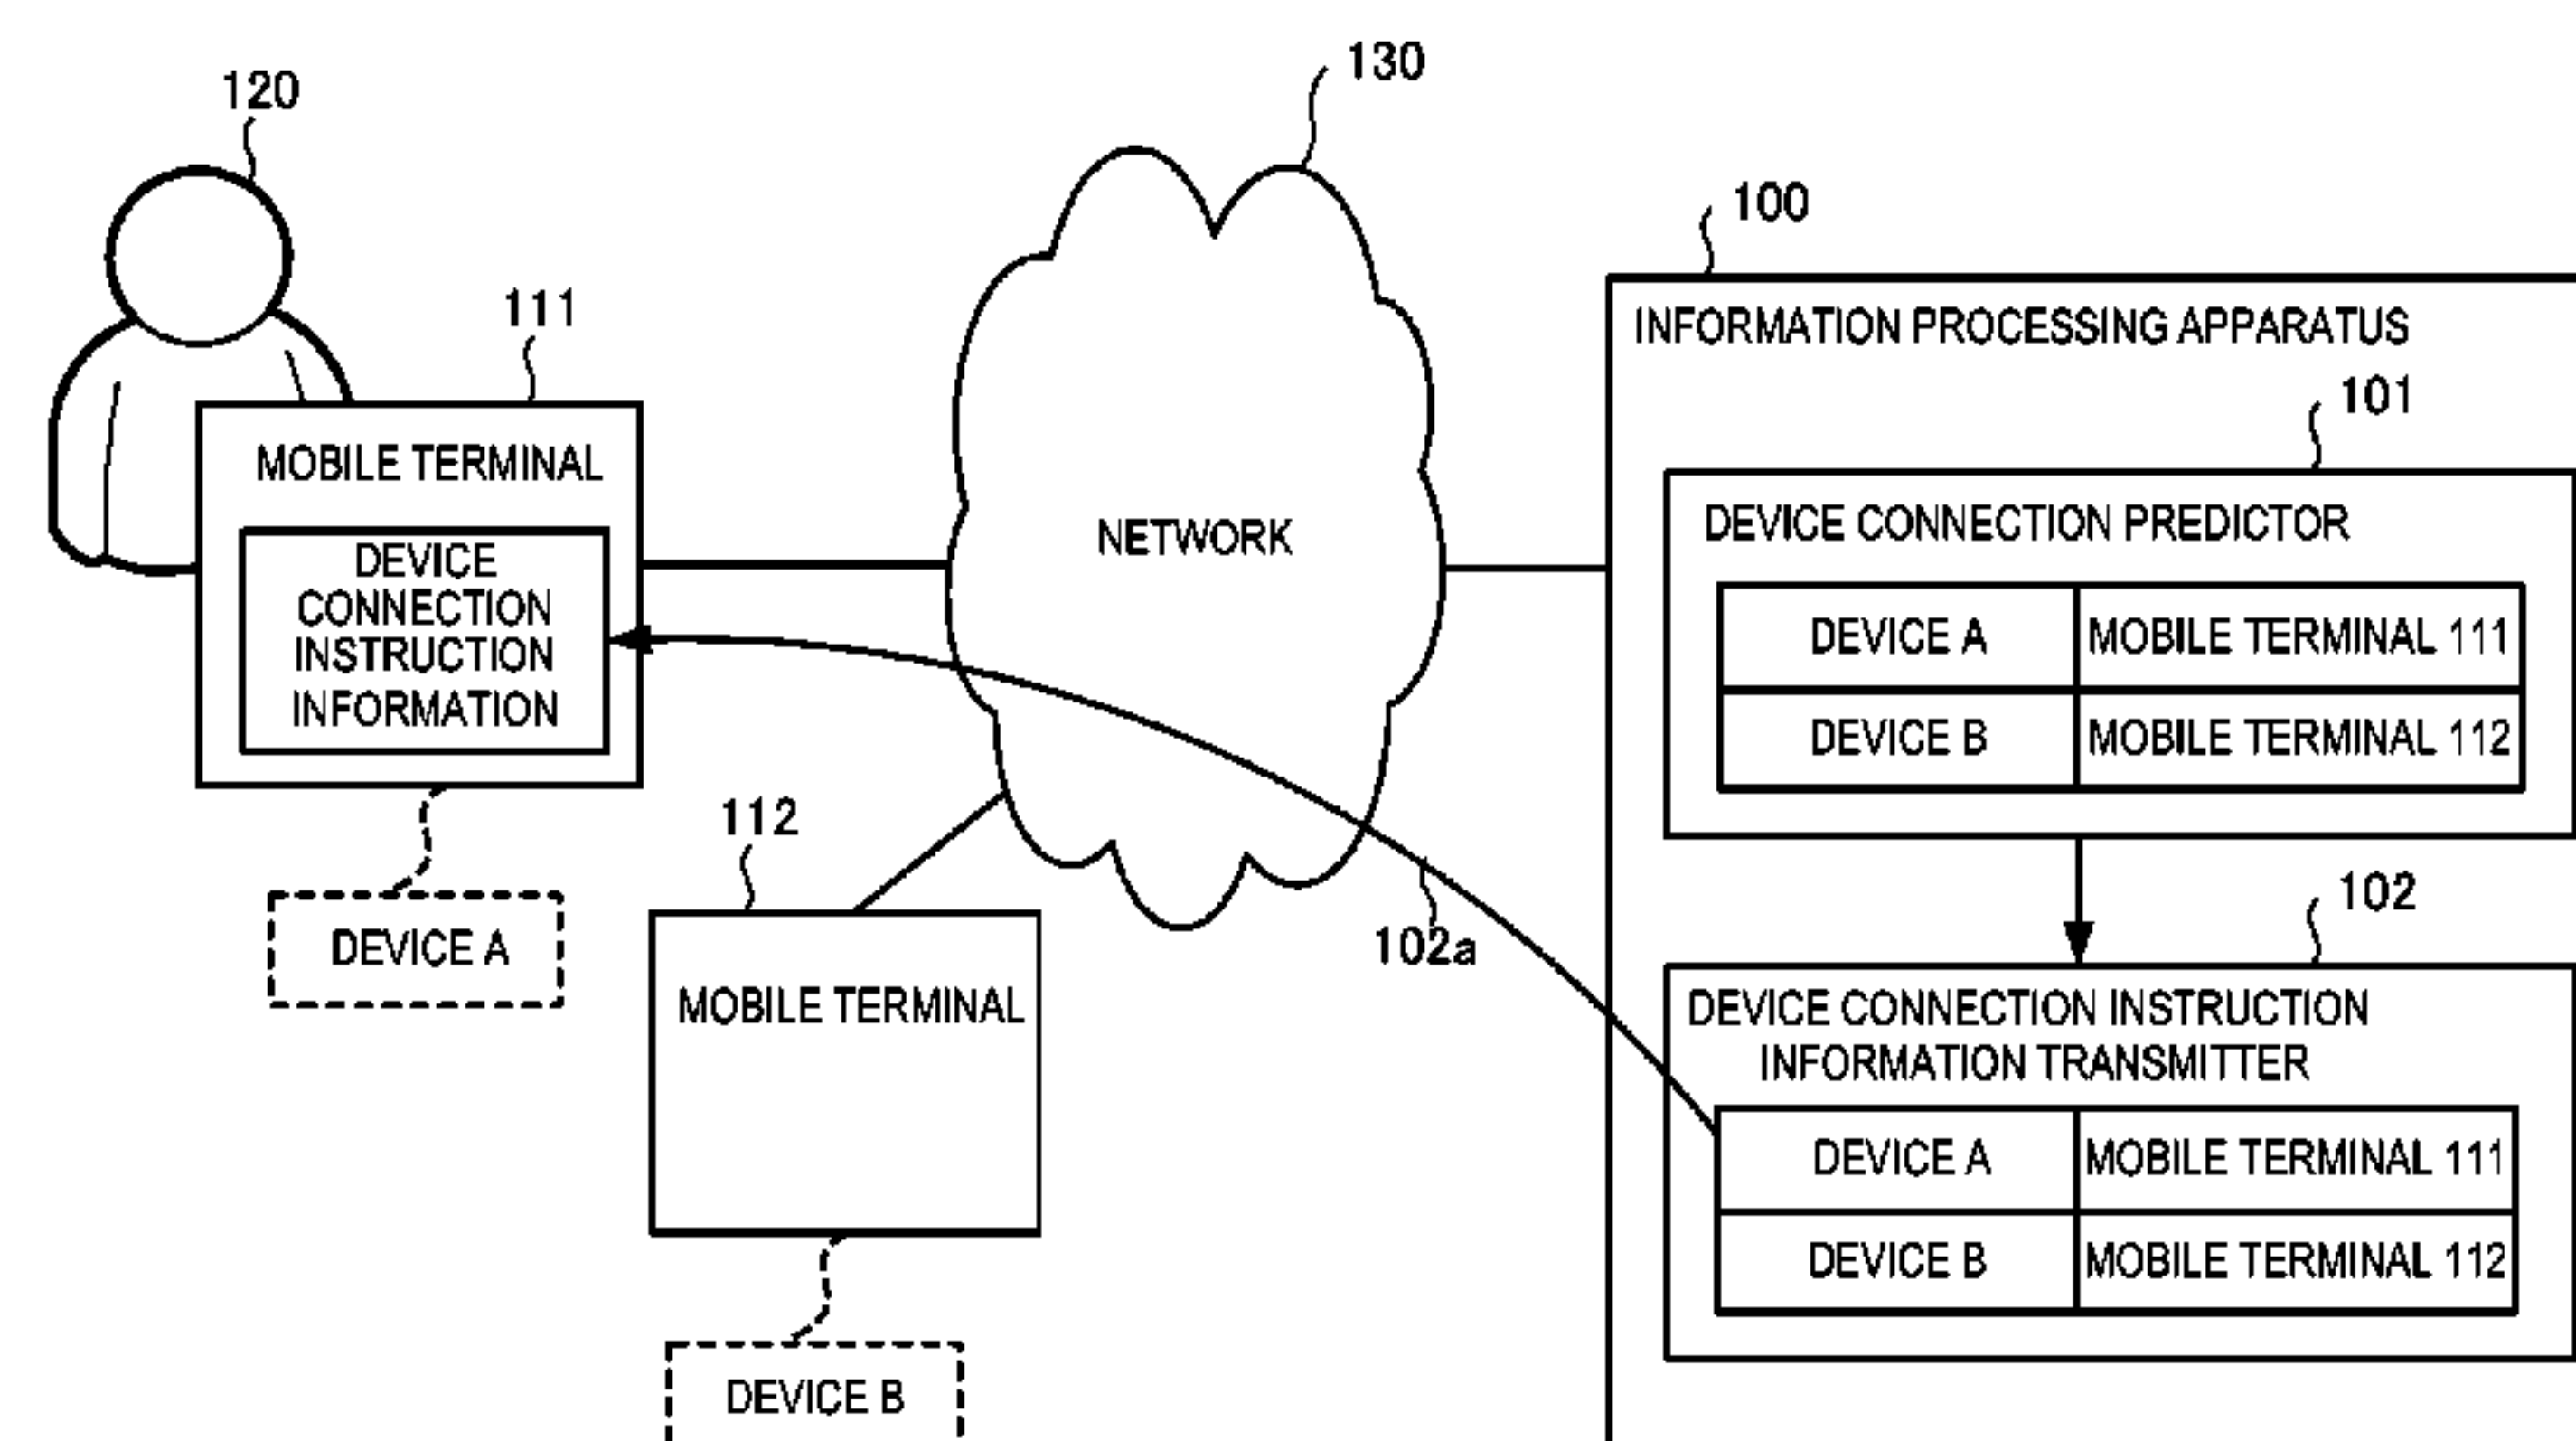 120
130
100
INFORMATION PROCESSING APPARATUS
111
MOBILE TERMINAL
DEVICE
CONNECTION
INSTRUCTION
INFORMATION
NETWORK
101
DEVICE CONNECTION PREDICTOR
DEVICE A MOBILE TERMINAL 111
DEVICE B MOBILE TERMINAL 112
DEVICE A
112
MOBILE TERMINAL
DEVICE B
102a
102
DEVICE CONNECTION INSTRUCTION
INFORMATION TRANSMITTER
DEVICE A MOBILE TERMINAL 111
DEVICE B MOBILE TERMINAL 112